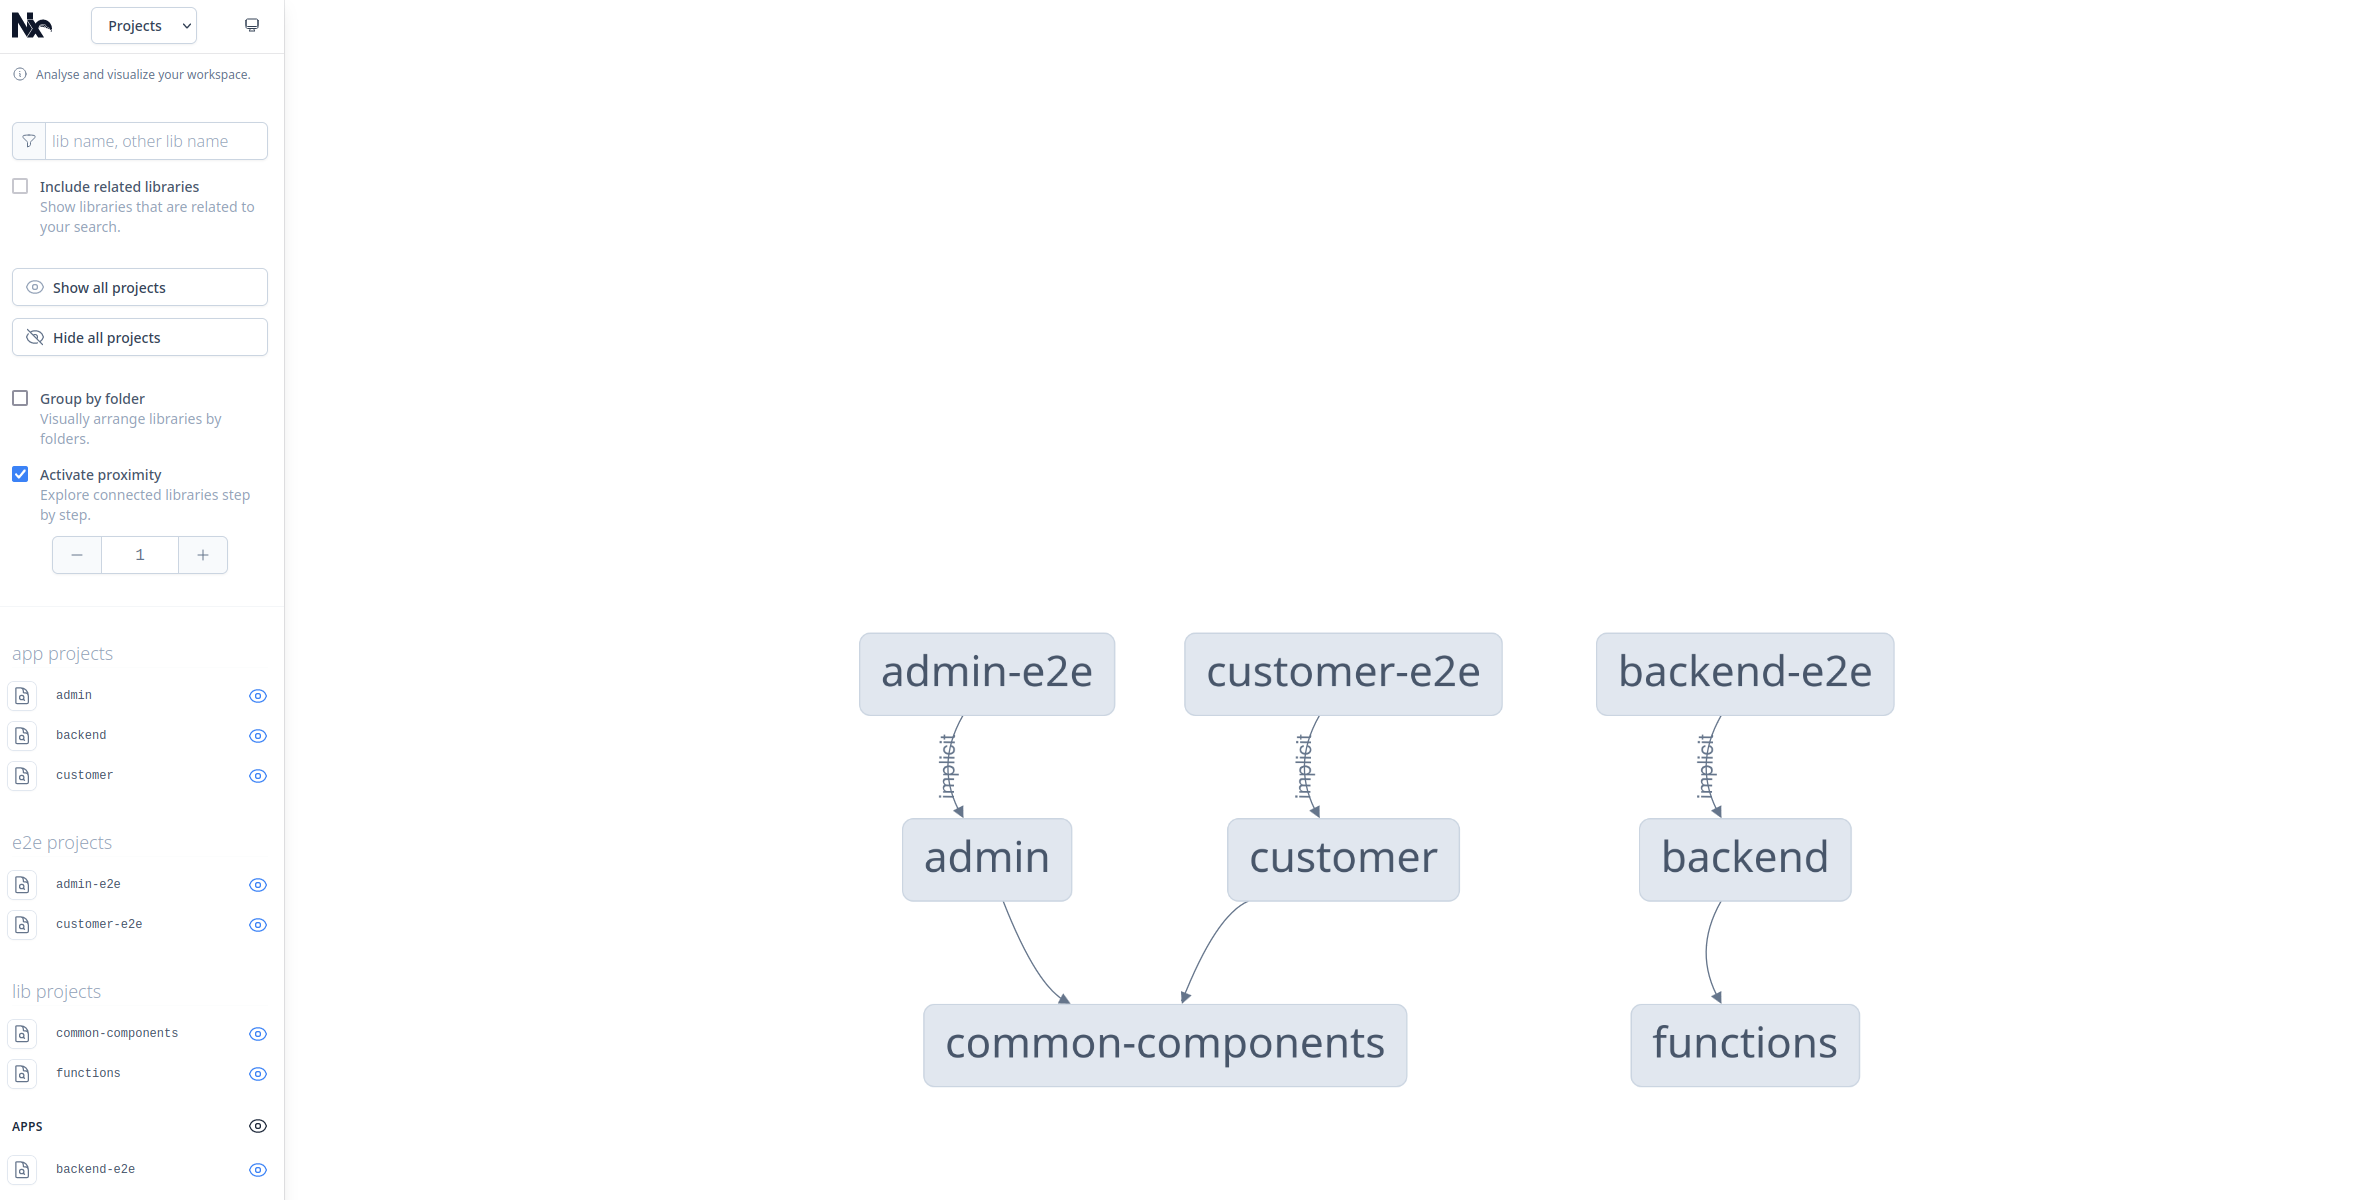 Nx
Projects
Analyse and visualize your workspace.
lib name, other lib name
Include related libraries
Show libraries that are related to
your search.
Show all projects
Hide all projects
Group by folder
Visually arrange libraries by
folders.
Activate proximity
Explore connected libraries step
by step.
1
app projects
admin
backend
customer
e2e projects
admin-e2e
customer-e2e
lib projects
common-components
functions
APPS
backend-e2e
admin-e2e
customer-e2e
backend-e2e
implicit
implicit
implicit
admin
customer
backend
common-components
functions